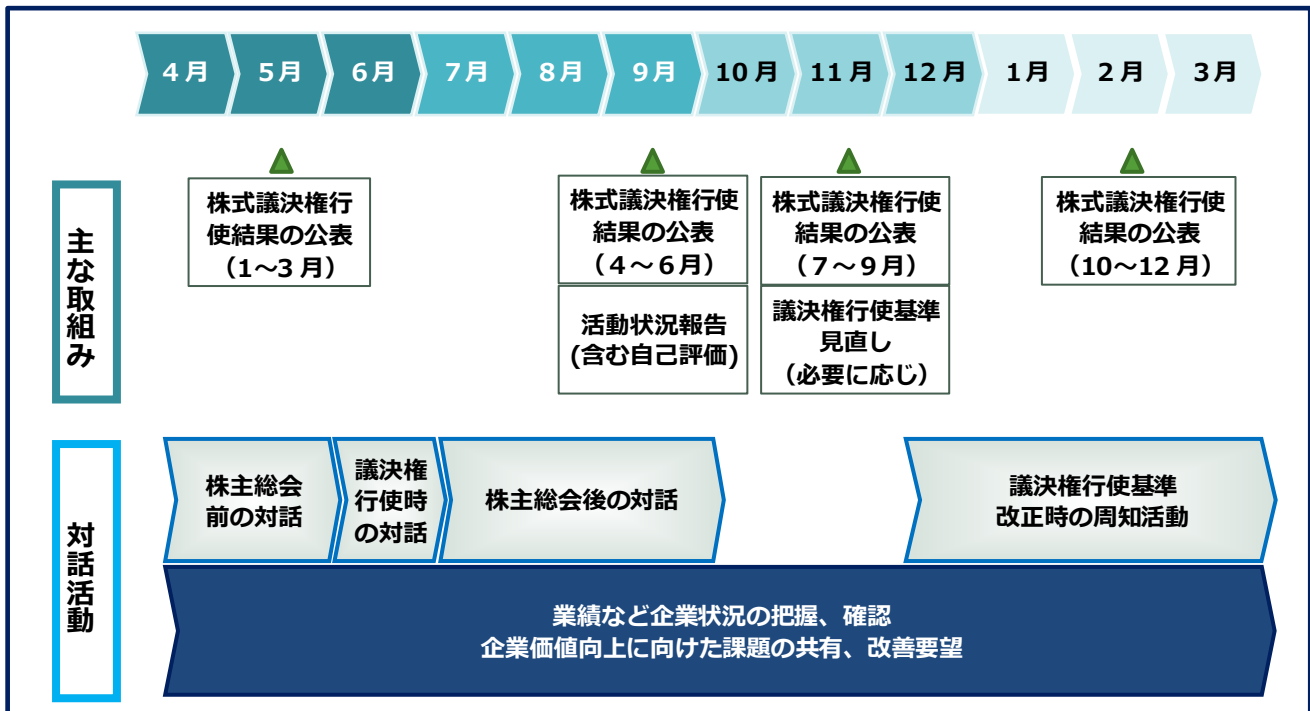 4月 5月 6月 7月 8月 9月 10月 11月 12月 1月 2月 3月
主な取組み
株式議決権行
使結果の公表
（1～3月）
株式議決権行使
結果の公表
（4～6月）
活動状況報告
(含む自己評価)
株式議決権行使
結果の公表
（7～9月）
議決権行使基準
見直し
（必要に応じ）
株式議決権行使
結果の公表
（10～12月）
対話活動
株主総会
前の対話
議決権
行使時
の対話
株主総会後の対話
議決権行使基準
改正時の周知活動
業績など企業状況の把握、確認
企業価値向上に向けた課題の共有、改善要望